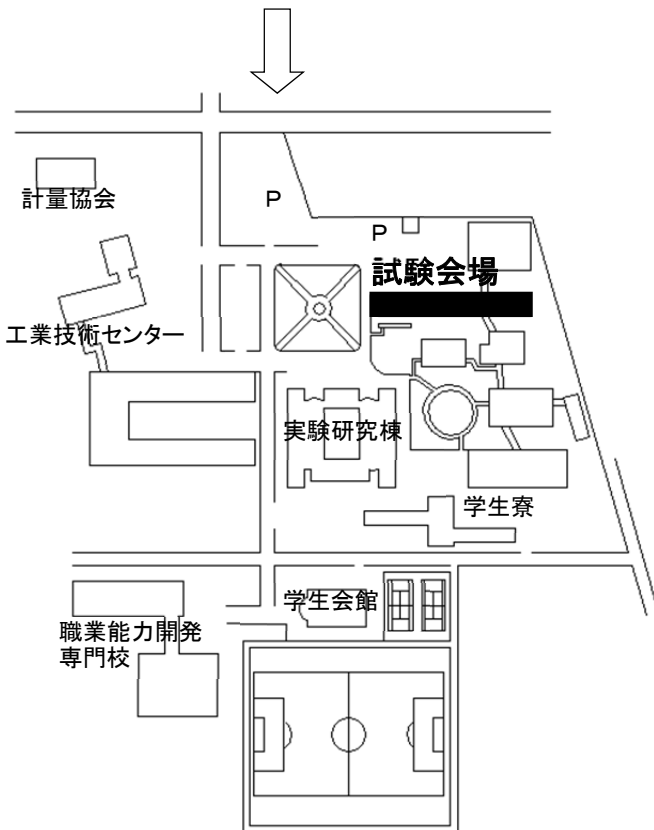 計量協会
P
P
試験会場
工業技術センター
実験研究棟
学生寮
学生会館
職業能力開発
専門校